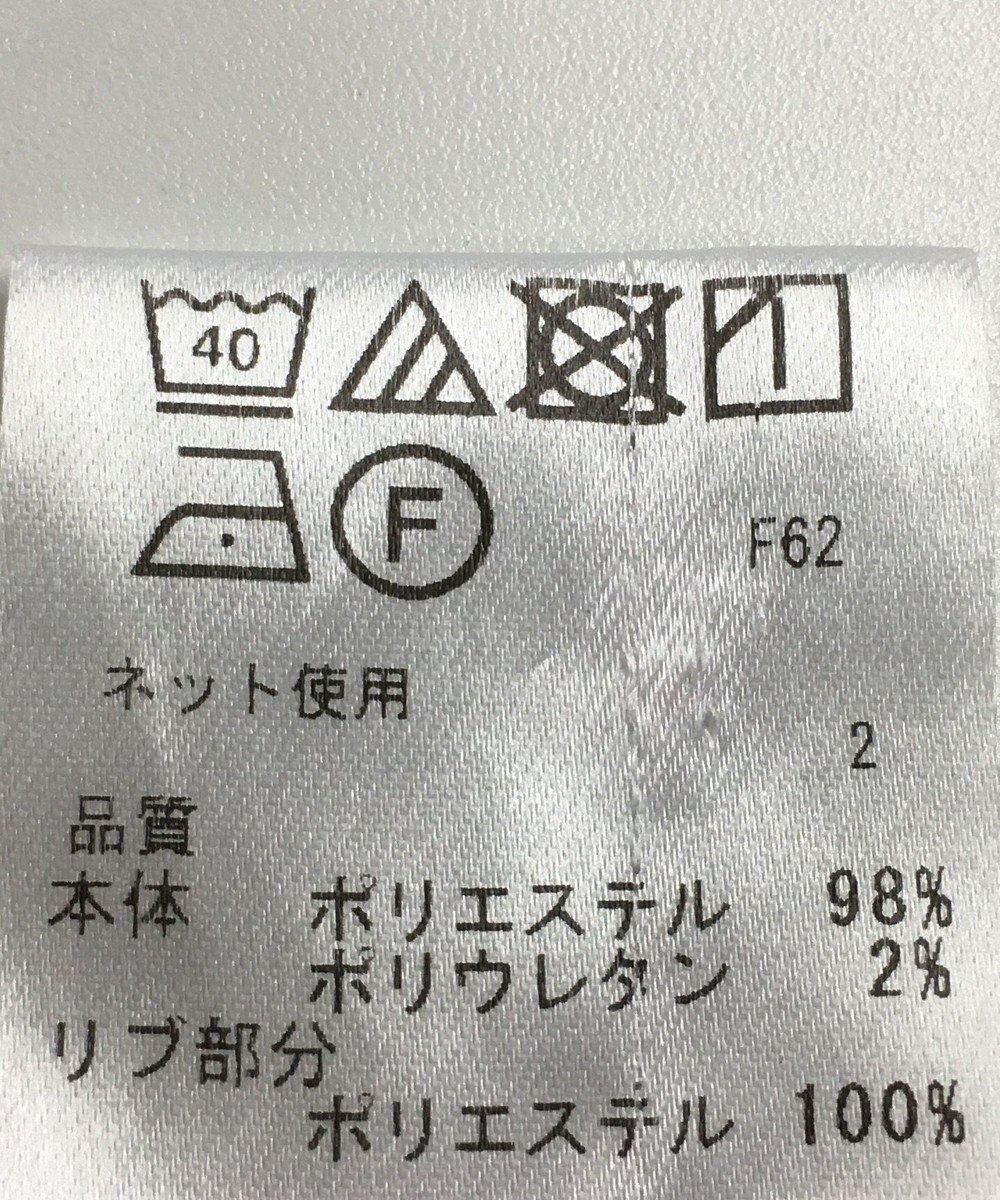 40
F
F62
ネット使用
2
品質
本体 ポリエステル 98%
ポリウレタン 2%
リブ部分
ポリエステル 100%